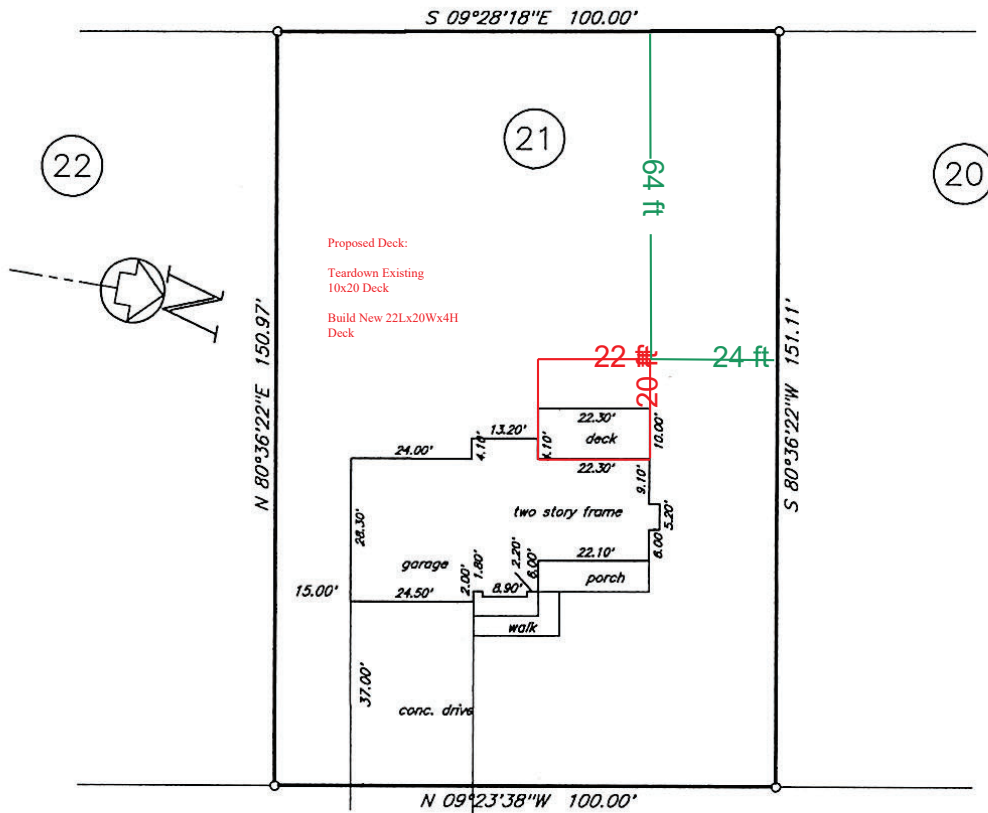 S 09°28'18"E 100.00'
21
22
20
64 ft
Proposed Deck:
Teardown Existing
10x20 Deck
Build New 22Lx20Wx4H
Deck
N
N 80°36'22"E 150.97'
S 80°36'22"W 151.11'
22 ft
24 ft
20 ft
22.30'
deck
10.00'
13.20'
4.10'
4.10'
24.00'
22.30'
9.10'
two story frame
5.20'
28.30'
garage
1.80'
2.20'
6.00'
22.10'
6.00'
15.00'
24.50'
2.00'
8.90'
porch
walk
37.00'
conc. drive
N 09°23'38"W 100.00'